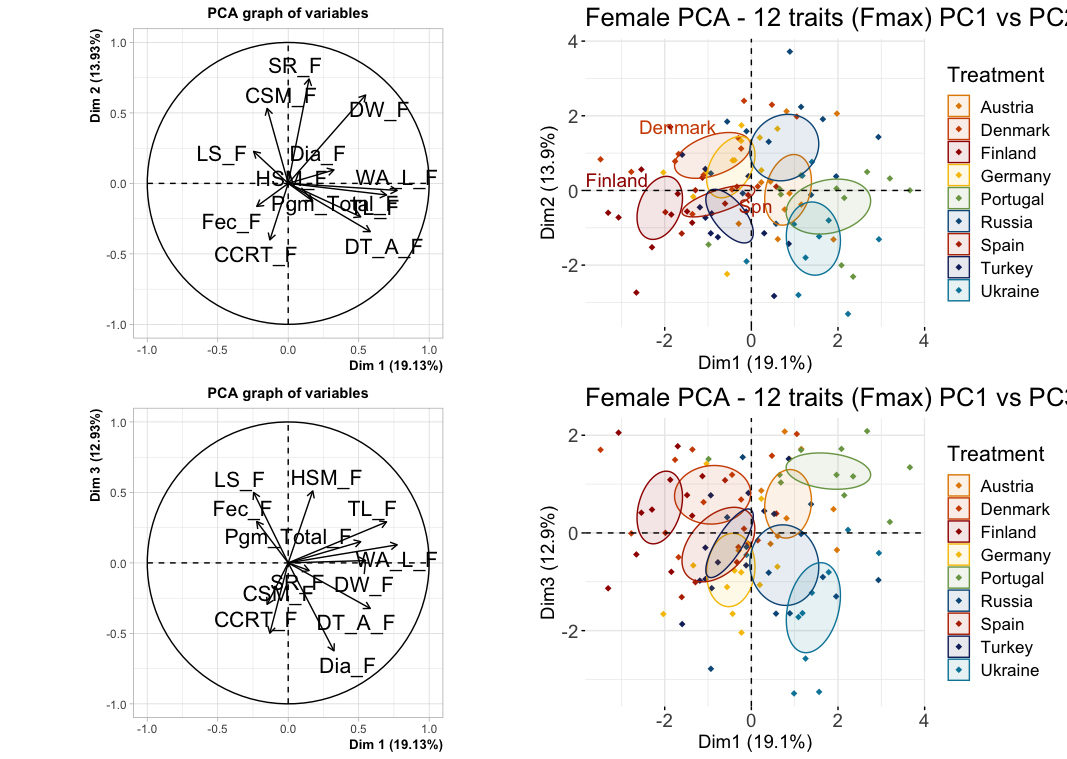 PCA graph of variables
Dim 2 (13.93%)
1.0
0.5
0.0
-0.5
-1.0
SR_F
CSM_F
DW_F
LS_F
Dia_F
HSM_F
WA_L_F
Pgm_Total_F
TL_F
Fec_F
CCRT_F
DT_A_F
-1.0
-0.5
0.0
0.5
1.0
Dim 1 (19.13%)
Female PCA - 12 traits (Fmax) PC1 vs PC2
Dim2 (13.9%)
4
2
0
-2
Denmark
Finland
Spn
-2
0
2
4
Dim1 (19.1%)
Treatment
Austria
Denmark
Finland
Germany
Portugal
Russia
Spain
Turkey
Ukraine
PCA graph of variables
Dim 3 (12.93%)
1.0
0.5
0.0
-0.5
-1.0
LS_F
HSM_F
Fec_F
TL_F
Pgm_Total_F
WA_L_F
SR_F
DW_F
CSM_F
CCRT_F
DT_A_F
Dia_F
-1.0
-0.5
0.0
0.5
1.0
Dim 1 (19.13%)
Female PCA - 12 traits (Fmax) PC1 vs PC3
Dim3 (12.9%)
2
0
-2
-2
0
2
4
Dim1 (19.1%)
Treatment
Austria
Denmark
Finland
Germany
Portugal
Russia
Spain
Turkey
Ukraine